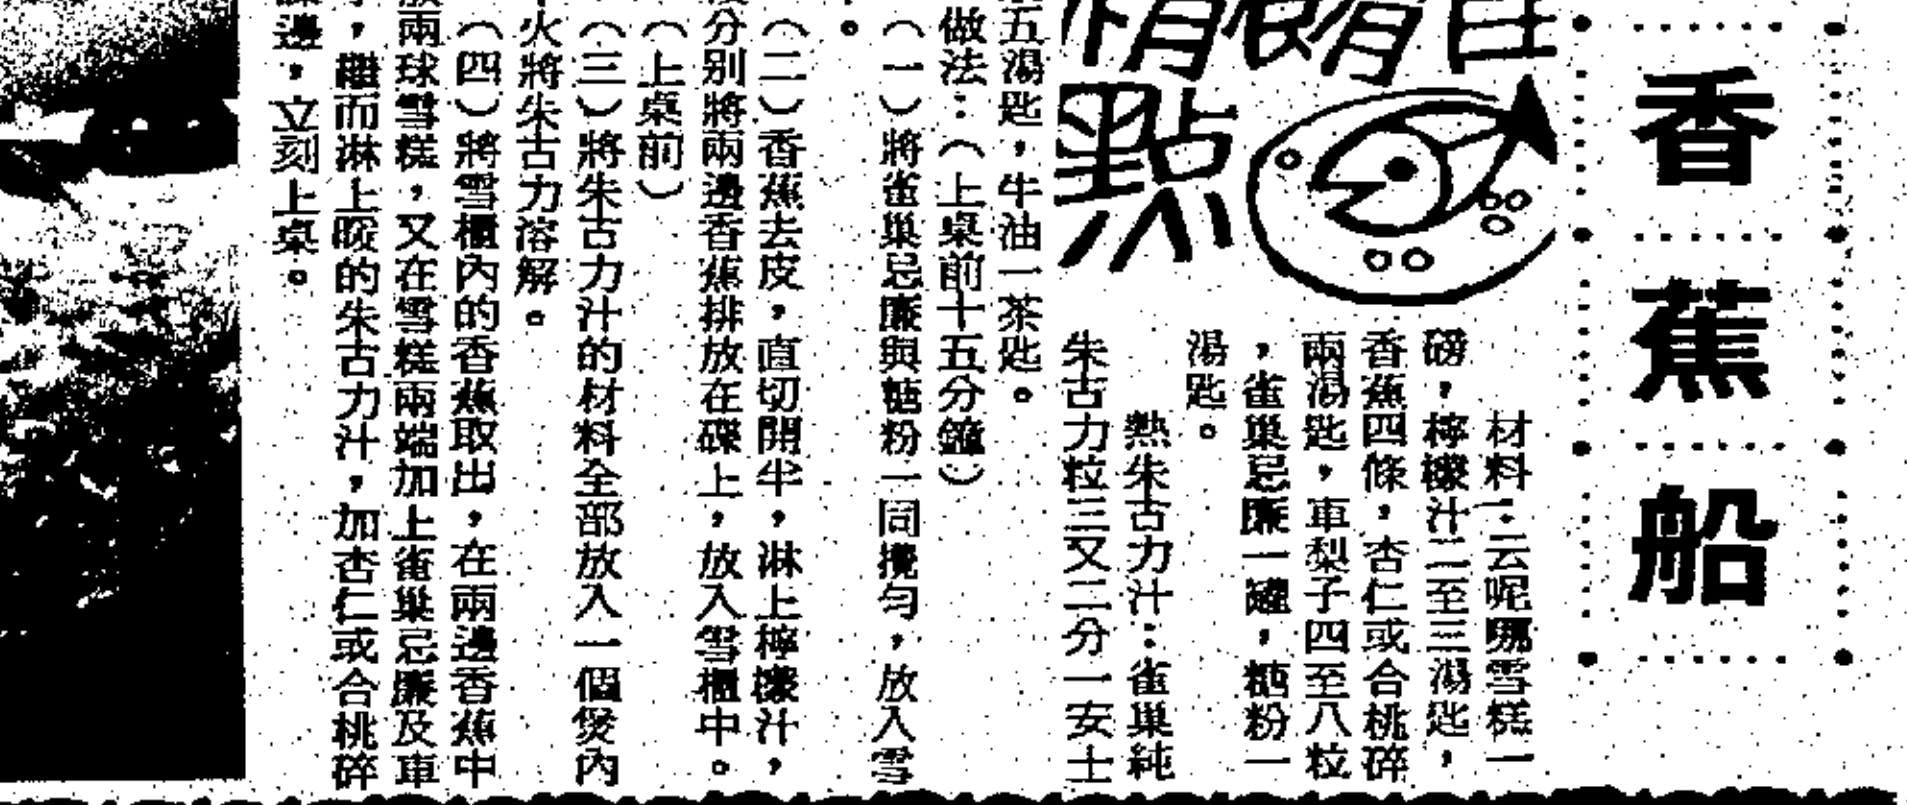 香蕉船
點
材料：云呢嗎雪糕一
磅，檸檬汁二至三湯匙，
香蕉四條，杏仁或合桃碎
兩湯匙，車梨子四至八粒
，雀巢忌廉一罐，糖粉一
湯匙。
熱朱古力汁：雀巢純
朱古力粒三又二分一安士
五湯匙，牛油一茶匙。
做法：（上桌前十五分鐘）
（一）將雀巢忌廉與糖粉一同攪勻，放入雪
。
（二）香蕉去皮，直切開半，淋上檸檬汁，
分别將兩邊香蕉排放在碟上，放入雪櫃中。
（上桌前）
（三）將朱古力汁的材料全部放入一個煲內
火將朱古力溶解。
（四）將雪櫃內的香蕉取出，在兩邊香蕉中
兩球雪糕，又在雪糕兩端加上雀巢忌廉及車
，繼而淋上暖的朱古力汁，加杏仁或合桃碎
邊，立刻上桌。